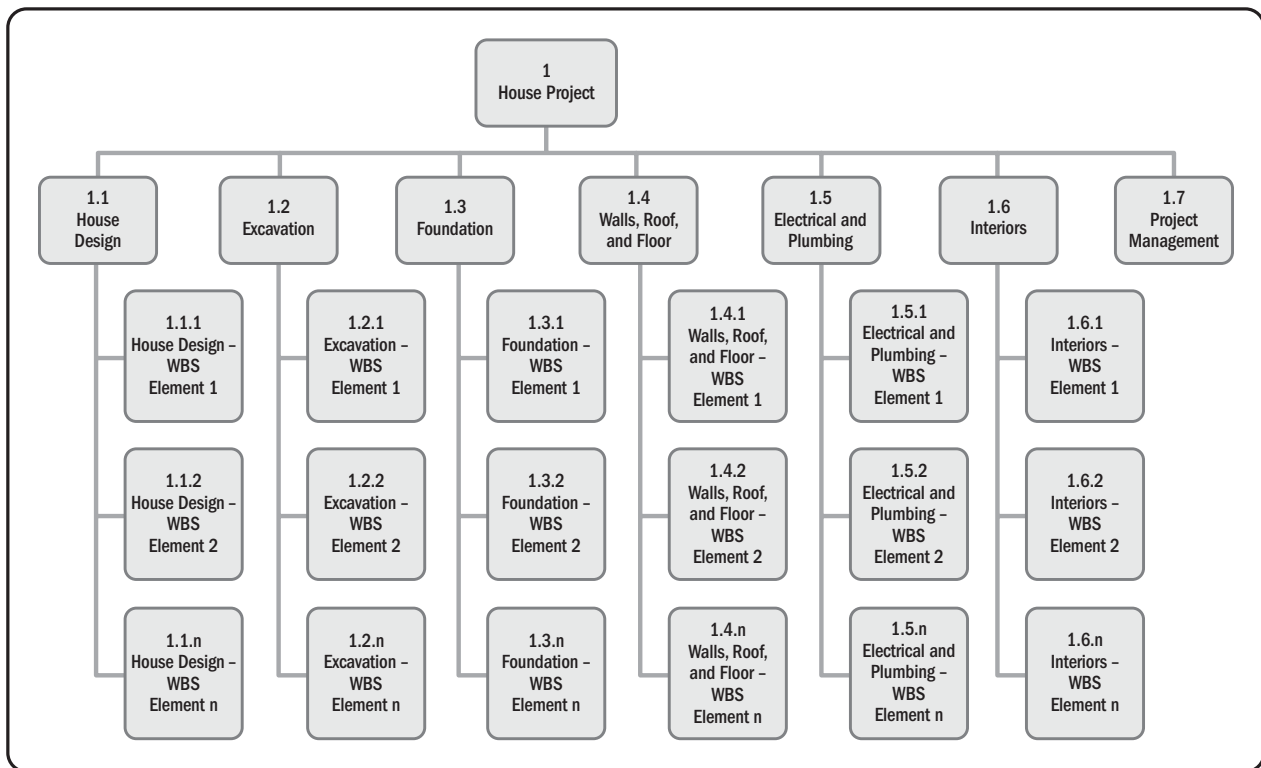 1
House Project
1.1
House
Design
1.2
Excavation
1.3
Foundation
1.4
Walls, Roof,
and Floor
1.5
Electrical and
Plumbing
1.6
Interiors
1.7
Project
Management
1.1.1
House Design –
WBS
Element 1
1.2.1
Excavation –
WBS
Element 1
1.3.1
Foundation –
WBS
Element 1
1.4.1
Walls, Roof,
and Floor –
WBS
Element 1
1.5.1
Electrical and
Plumbing –
WBS
Element 1
1.6.1
Interiors –
WBS
Element 1
1.1.2
House Design –
WBS
Element 2
1.2.2
Excavation –
WBS
Element 2
1.3.2
Foundation –
WBS
Element 2
1.4.2
Walls, Roof,
and Floor –
WBS
Element 2
1.5.2
Electrical and
Plumbing –
WBS
Element 2
1.6.2
Interiors –
WBS
Element 2
1.1.n
House Design –
WBS
Element n
1.2.n
Excavation –
WBS
Element n
1.3.n
Foundation –
WBS
Element n
1.4.n
Walls, Roof,
and Floor –
WBS
Element n
1.5.n
Electrical and
Plumbing –
WBS
Element n
1.6.n
Interiors –
WBS
Element n